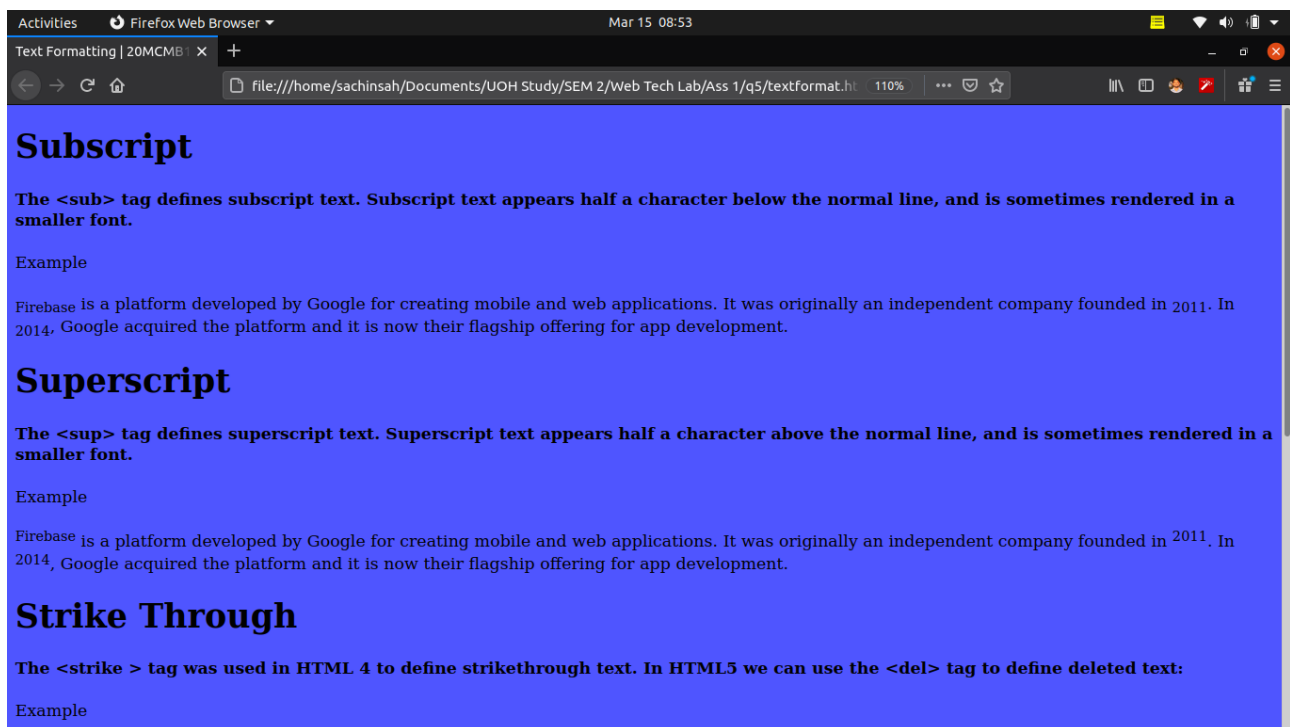 Activities Firefox Web Browser Mar 15 08:53
Text Formatting | 20MCMB1
file:///home/sachinsah/Documents/UOH Study/SEM 2/Web Tech Lab/Ass 1/q5/textformat.ht 110%
Subscript
The <sub> tag defines subscript text. Subscript text appears half a character below the normal line, and is sometimes rendered in a
smaller font.
Example
Firebase is a platform developed by Google for creating mobile and web applications. It was originally an independent company founded in 2011. In
2014, Google acquired the platform and it is now their flagship offering for app development.
Superscript
The <sup> tag defines superscript text. Superscript text appears half a character above the normal line, and is sometimes rendered in a
smaller font.
Example
Firebase is a platform developed by Google for creating mobile and web applications. It was originally an independent company founded in 2011. In
2014, Google acquired the platform and it is now their flagship offering for app development.
Strike Through
The <strike > tag was used in HTML 4 to define strikethrough text. In HTML5 we can use the <del> tag to define deleted text:
Example